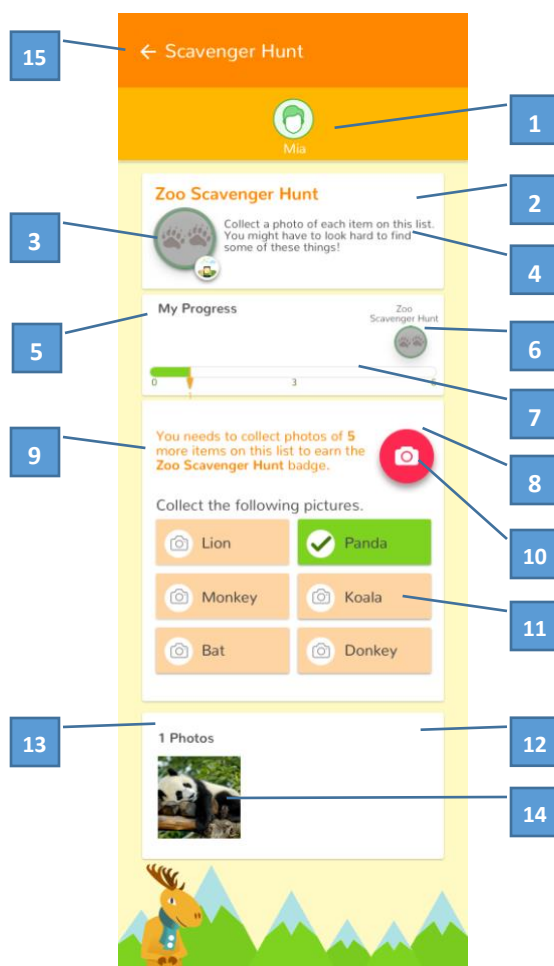 15
← Scavenger Hunt
1
Mia
Zoo Scavenger Hunt
2
3
Collect a photo of each item on this list.
You might have to look hard to find
some of these things!
4
My Progress
Zoo
Scavenger Hunt
5
6
0
3
6
1
7
9
You needs to collect photos of 5
more items on this list to earn the
Zoo Scavenger Hunt badge.
8
Collect the following pictures.
Lion
Panda
10
Monkey
Koala
11
Bat
Donkey
13
1 Photos
12
14